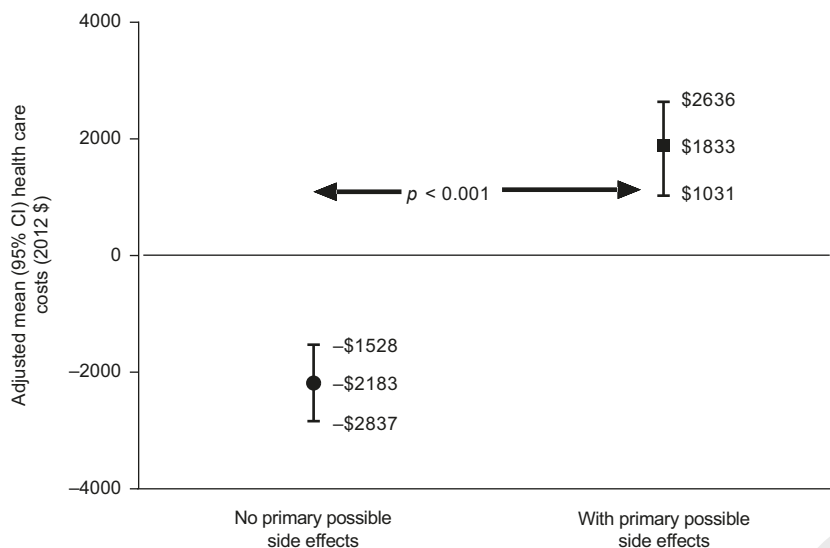 Adjusted mean (95% CI) health care
costs (2012 $)
4000
2000
0
–2000
–4000
$2636
$1833
$1031
p < 0.001
–$1528
–$2183
–$2837
No primary possible
side effects
With primary possible
side effects